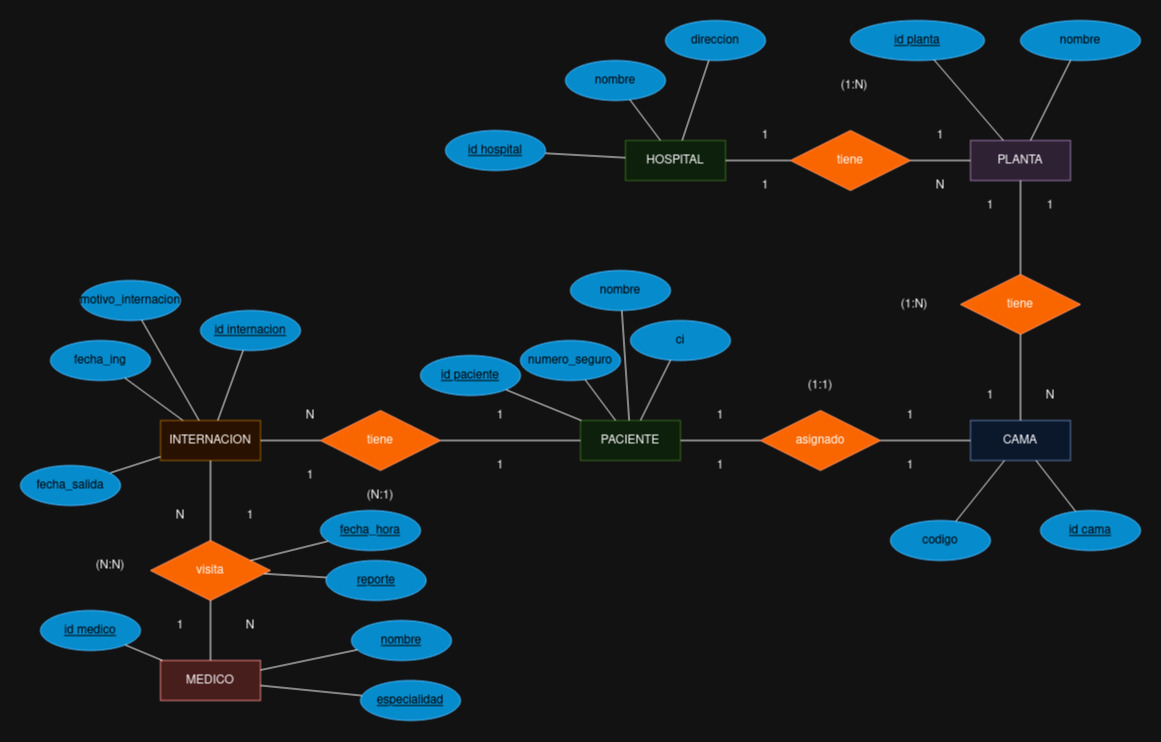 direccion
id planta
nombre
nombre
(1:N)
1
1
id hospital
HOSPITAL
tiene
PLANTA
1
N
1
1
nombre
motivo_internacion
(1:N)
tiene
id internacion
ci
fecha_ing
numero_seguro
id paciente
(1:1)
1
N
N
1
1
1
INTERNACION
tiene
PACIENTE
asignado
CAMA
1
1
1
1
fecha_salida
(N:1)
N
1
fecha_hora
id cama
codigo
(N:N)
visita
reporte
1
N
id medico
nombre
MEDICO
especialidad